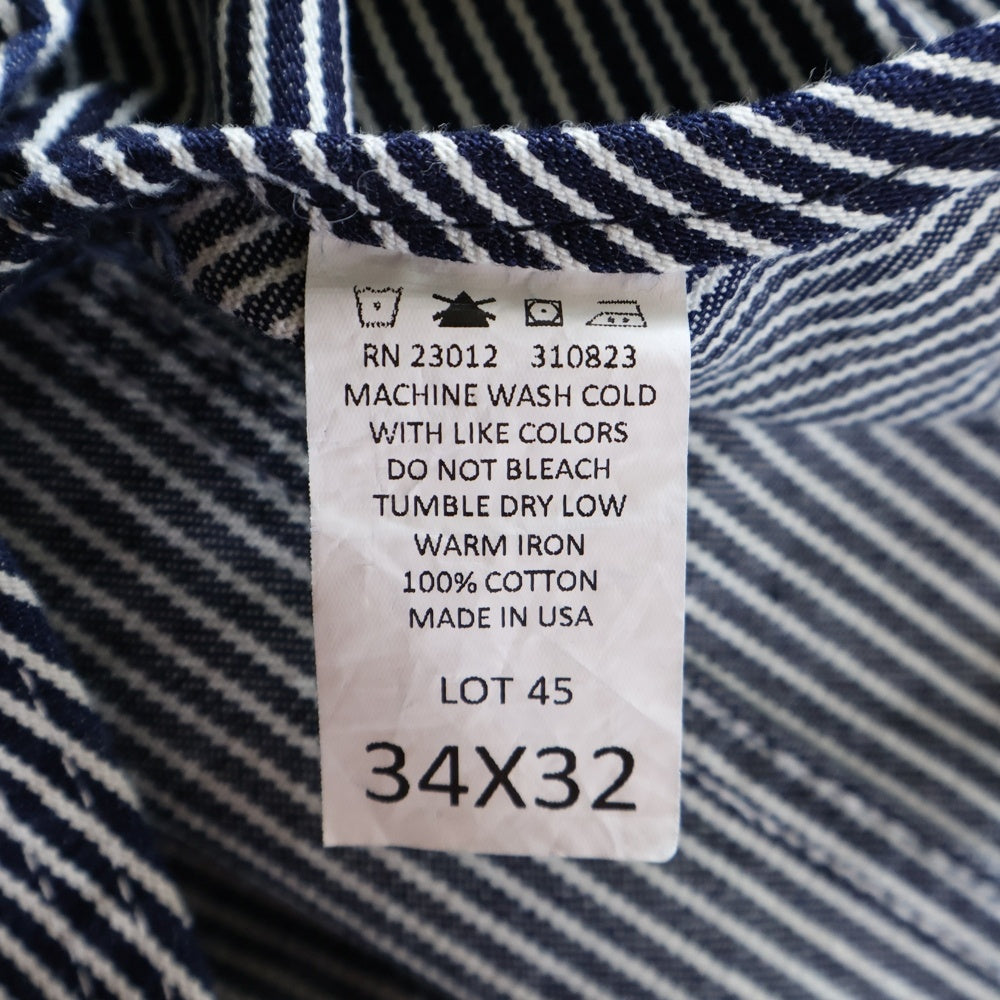 RN 23012 310823
MACHINE WASH COLD
WITH LIKE COLORS
DO NOT BLEACH
TUMBLE DRY LOW
WARM IRON
100% COTTON
MADE IN USA
LOT 45
34X32